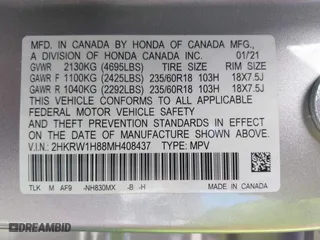 MFD. IN CANADA BY HONDA OF CANADA MFG.,
A DIVISION OF HONDA CANADA INC. 01/21
GVWR 2130KG (4695LBS) TIRE SIZE RIM SIZE
GAWR F 1100KG (2425LBS) 235/60R18 103H 18X7.5J
GAWR R 1040KG (2292LBS) 235/60R18 103H 18X7.5J
THIS VEHICLE CONFORMS TO ALL APPLICABLE
FEDERAL MOTOR VEHICLE SAFETY
AND THEFT PREVENTION STANDARDS IN EFFECT ON THE
DATE OF MANUFACTURE SHOWN ABOVE.
V.I.N.: 2HKRW1H88MH408437 TYPE: MPV
TLK M AF9 -NH830MX -B -H MADE IN CANADA
DREAMBID